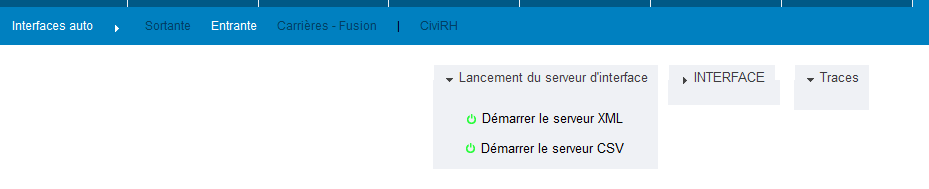 Interfaces auto Sortante Entrante Carrières - Fusion | CiviRH
Lancement du serveur d'interface INTERFACE Traces
Démarrer le serveur XML
Démarrer le serveur CSV